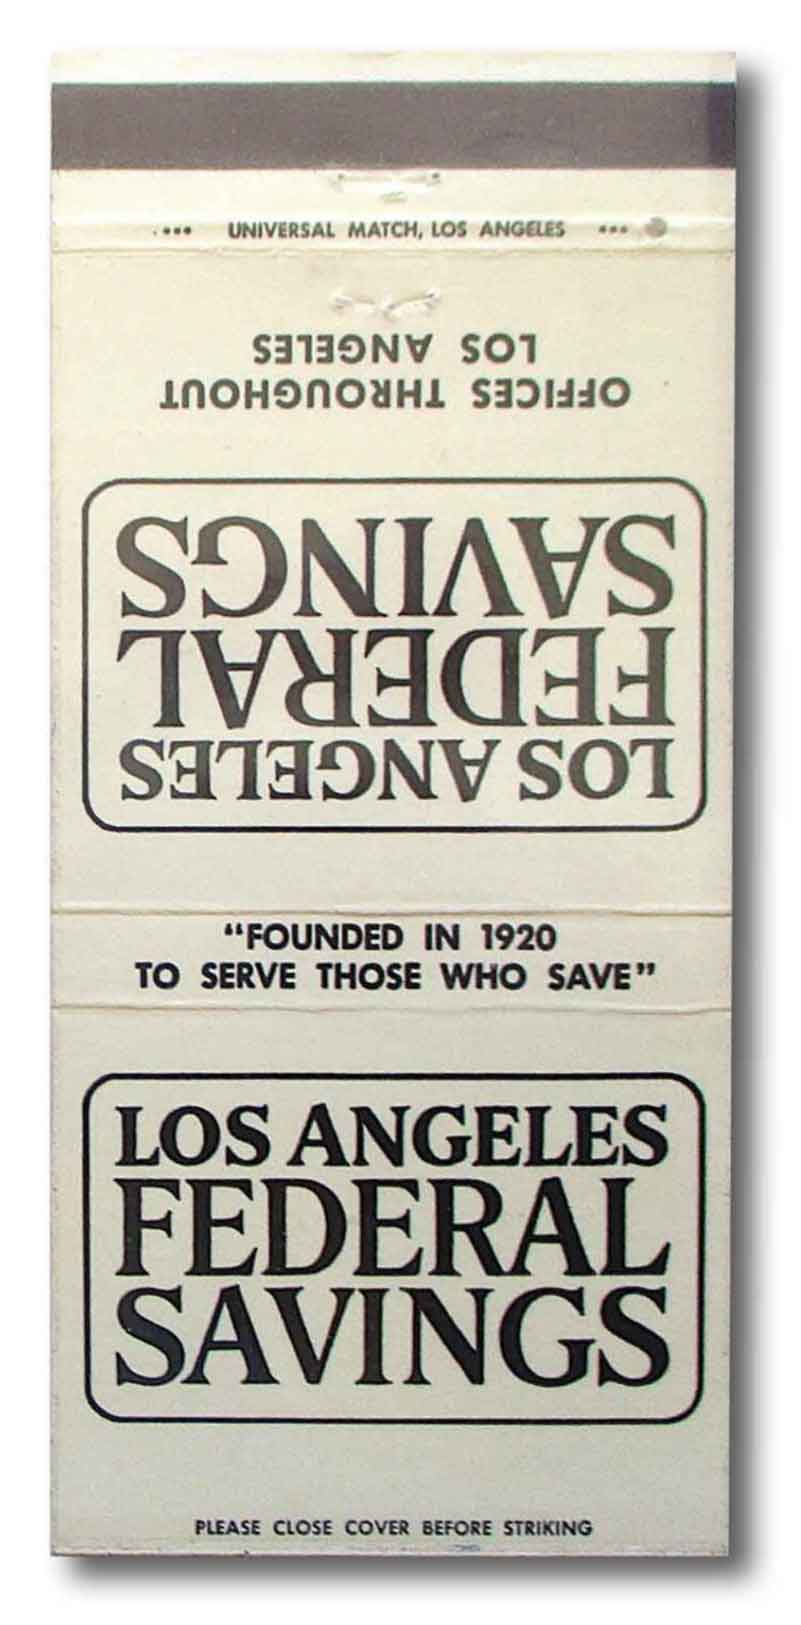 UNIVERSAL MATCH, LOS ANGELES
OFFICES THROUGHOUT
LOS ANGELES
LOS ANGELES
FEDERAL
SAVINGS
"FOUNDED IN 1920
TO SERVE THOSE WHO SAVE"
LOS ANGELES
FEDERAL
SAVINGS
PLEASE CLOSE COVER BEFORE STRIKING